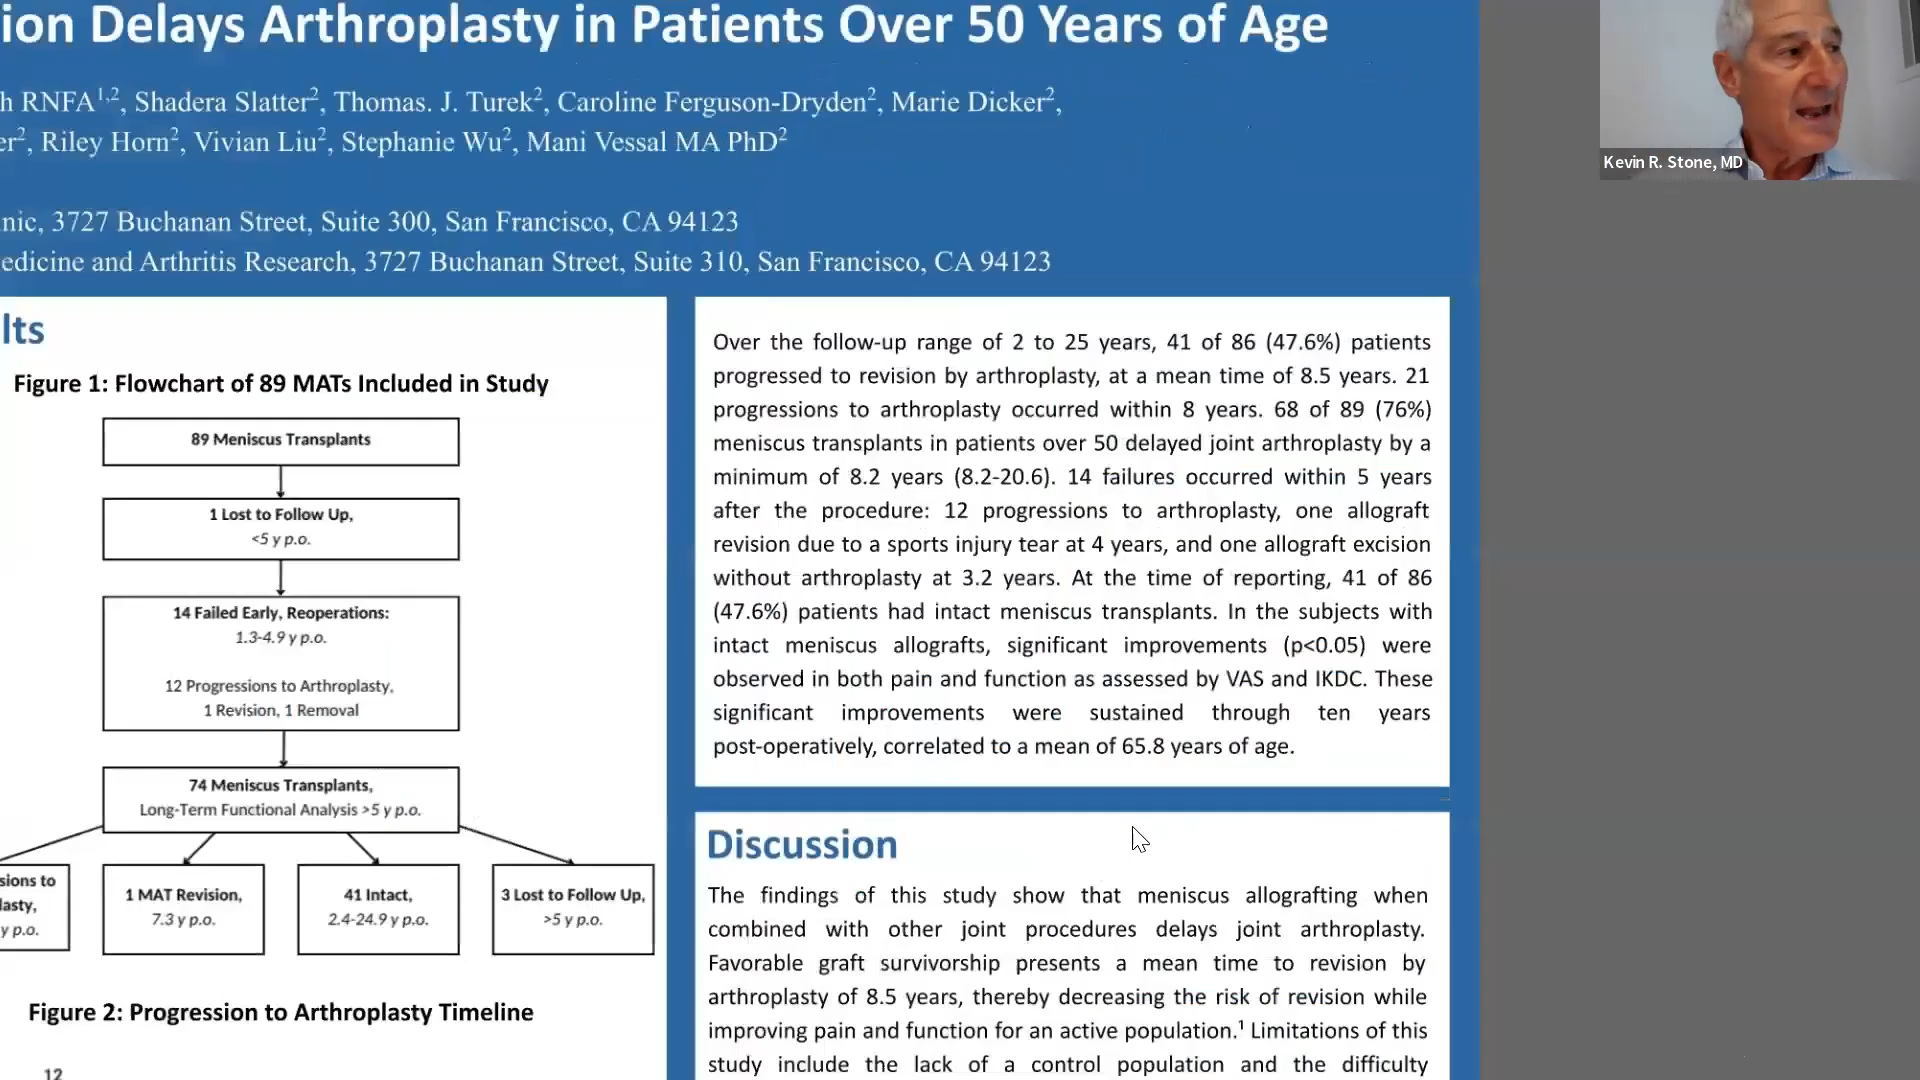 ion Delays Arthroplasty in Patients Over 50 Years of Age
h RNFA1,2, Shadera Slatter2, Thomas. J. Turek2, Caroline Ferguson-Dryden2, Marie Dicker2,
er2, Riley Horn2, Vivian Liu2, Stephanie Wu2, Mani Vessal MA PhD2
nic, 3727 Buchanan Street, Suite 300, San Francisco, CA 94123
edicine and Arthritis Research, 3727 Buchanan Street, Suite 310, San Francisco, CA 94123
Kevin R. Stone, MD
lts
Figure 1: Flowchart of 89 MATs Included in Study
89 Meniscus Transplants
1 Lost to Follow Up,
<5 y p.o.
14 Failed Early, Reoperations:
1.3-4.9 y p.o.
12 Progressions to Arthroplasty,
1 Revision, 1 Removal
74 Meniscus Transplants,
Long-Term Functional Analysis >5 y p.o.
sions to
lasty,
y p.o.
1 MAT Revision,
7.3 y p.o.
41 Intact,
2.4-24.9 y p.o.
3 Lost to Follow Up,
>5 y p.o.
Figure 2: Progression to Arthroplasty Timeline
12
Over the follow-up range of 2 to 25 years, 41 of 86 (47.6%) patients
progressed to revision by arthroplasty, at a mean time of 8.5 years. 21
progressions to arthroplasty occurred within 8 years. 68 of 89 (76%)
meniscus transplants in patients over 50 delayed joint arthroplasty by a
minimum of 8.2 years (8.2-20.6). 14 failures occurred within 5 years
after the procedure: 12 progressions to arthroplasty, one allograft
revision due to a sports injury tear at 4 years, and one allograft excision
without arthroplasty at 3.2 years. At the time of reporting, 41 of 86
(47.6%) patients had intact meniscus transplants. In the subjects with
intact meniscus allografts, significant improvements (p<0.05) were
observed in both pain and function as assessed by VAS and IKDC. These
significant improvements were sustained through ten years
post-operatively, correlated to a mean of 65.8 years of age.
Discussion
The findings of this study show that meniscus allografting when
combined with other joint procedures delays joint arthroplasty.
Favorable graft survivorship presents a mean time to revision by
arthroplasty of 8.5 years, thereby decreasing the risk of revision while
improving pain and function for an active population.¹ Limitations of this
study include the lack of a control population and the difficulty